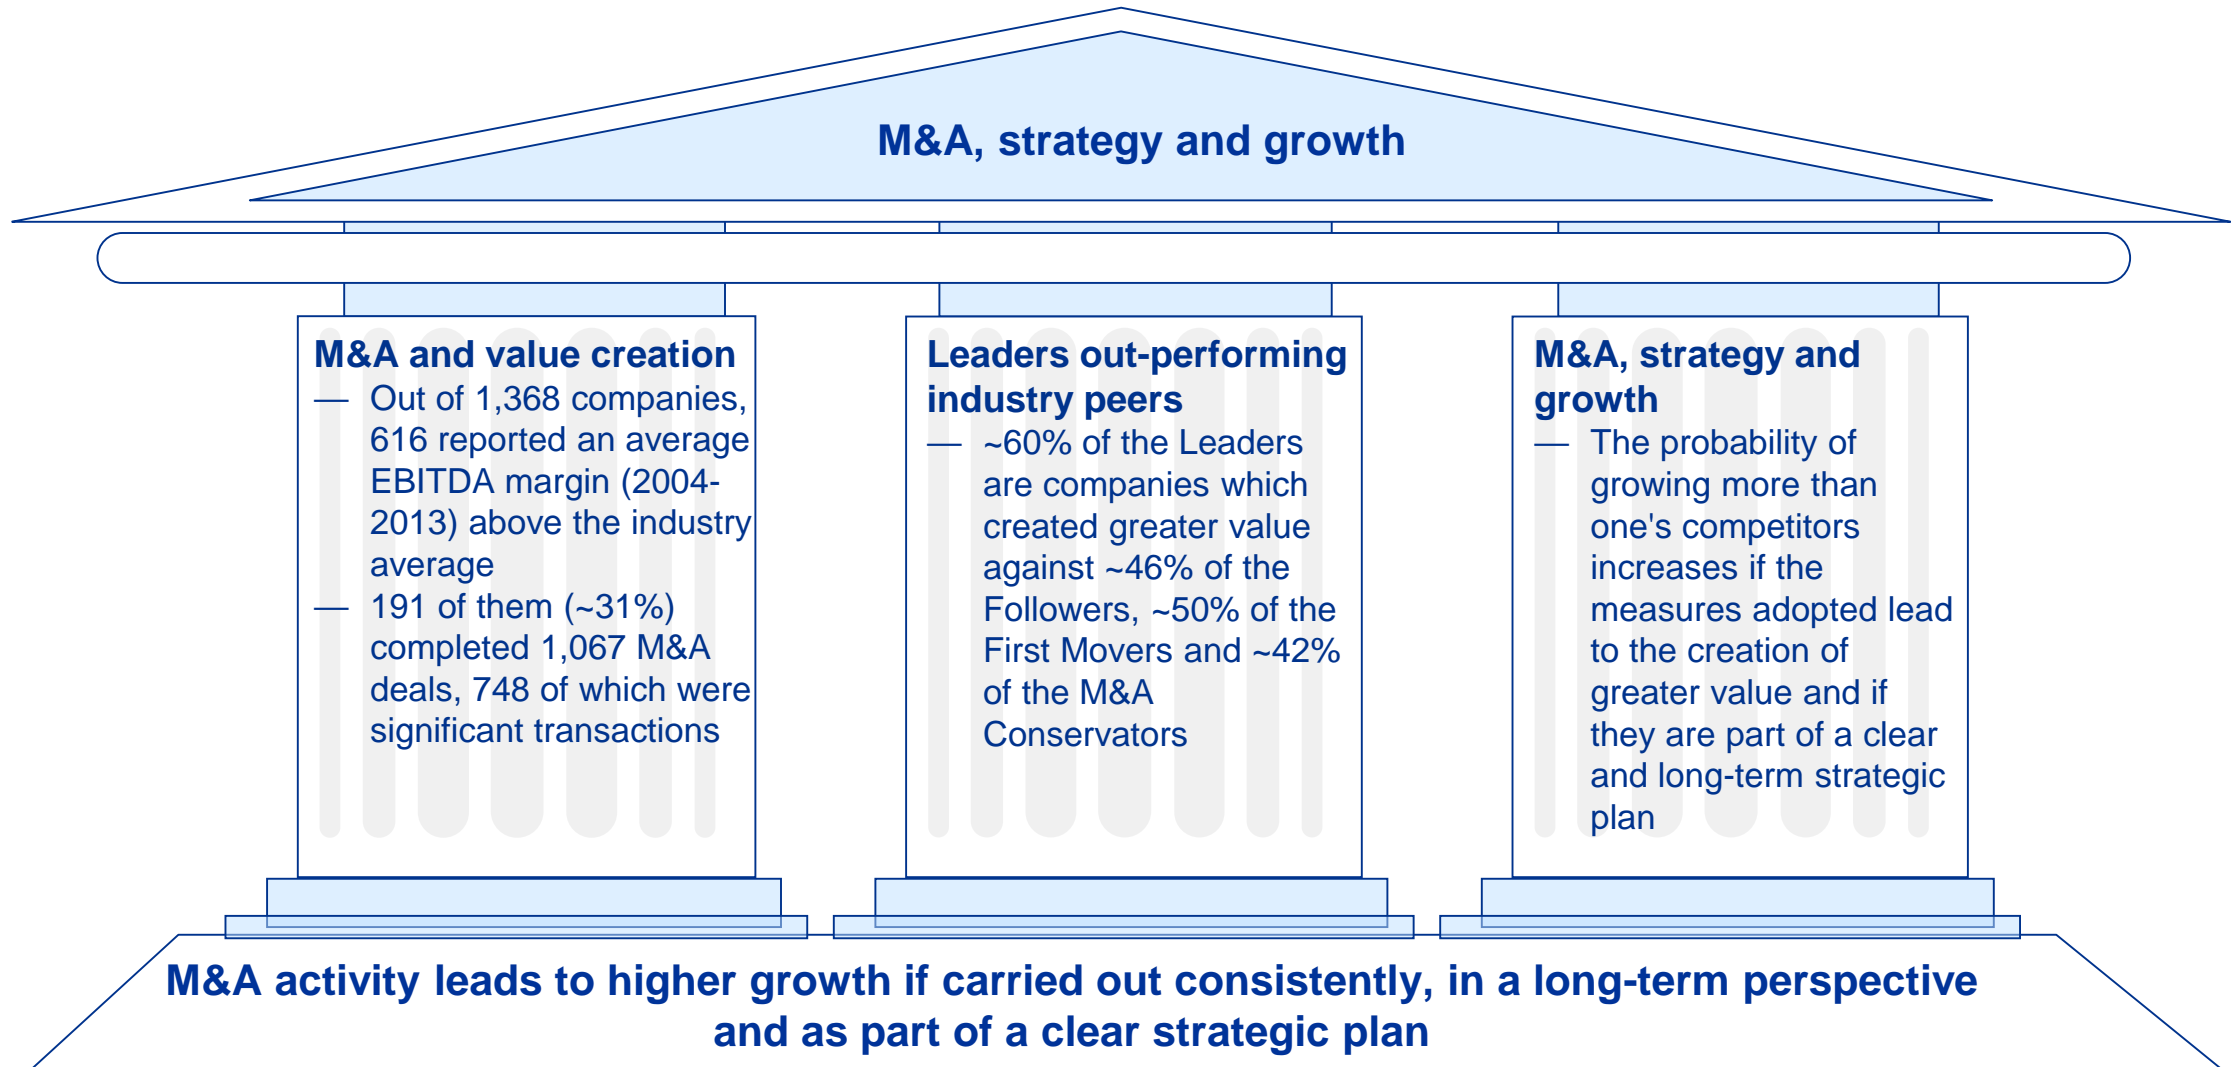 M&A, strategy and growth
M&A and value creation
— Out of 1,368 companies,
616 reported an average
EBITDA margin (2004-
2013) above the industry
average
— 191 of them (~31%)
completed 1,067 M&A
deals, 748 of which were
significant transactions
Leaders out-performing
industry peers
— ~60% of the Leaders
are companies which
created greater value
against ~46% of the
Followers, ~50% of the
First Movers and ~42%
of the M&A
Conservators
M&A, strategy and
growth
— The probability of
growing more than
one's competitors
increases if the
measures adopted lead
to the creation of
greater value and if
they are part of a clear
and long-term strategic
plan
M&A activity leads to higher growth if carried out consistently, in a long-term perspective
and as part of a clear strategic plan